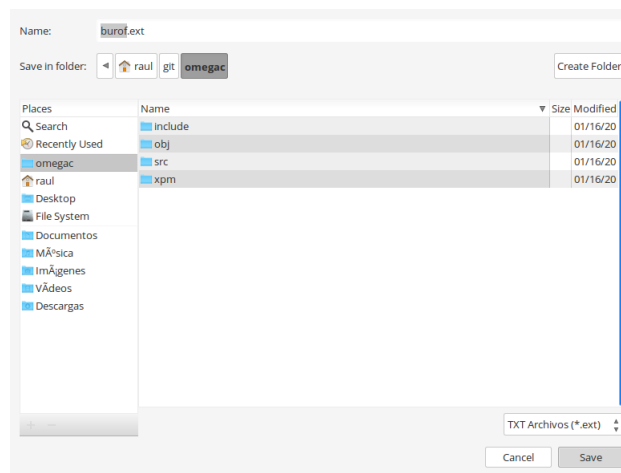 Name: burof.ext
Save in folder: raul git omegac Create Folder
Places Name Size Modified
Search include 01/16/20
Recently Used obj 01/16/20
omegac src 01/16/20
raul xpm 01/16/20
Desktop
File System
Documentos
MÃºsica
ImÃ¡genes
VÃ­deos
Descargas
TXT Archivos (*.ext)
Cancel Save